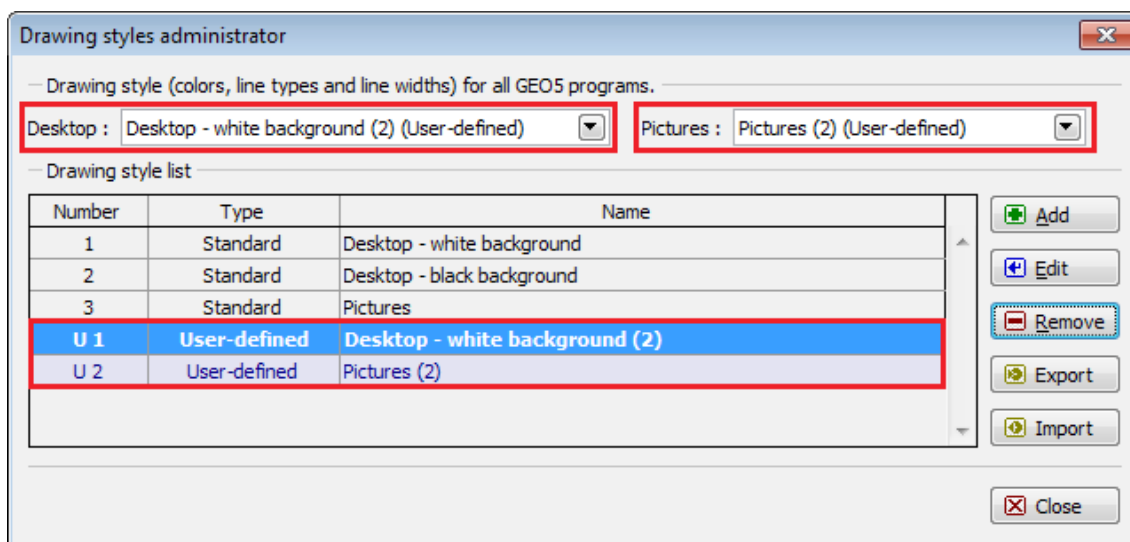 Drawing styles administrator
Drawing style (colors, line types and line widths) for all GEO5 programs.
Desktop : Desktop - white background (2) (User-defined) Pictures : Pictures (2) (User-defined)
Drawing style list
Number Type Name
1 Standard Desktop - white background
2 Standard Desktop - black background
3 Standard Pictures
U 1 User-defined Desktop - white background (2)
U 2 User-defined Pictures (2)
Add
Edit
Remove
Export
Import
Close